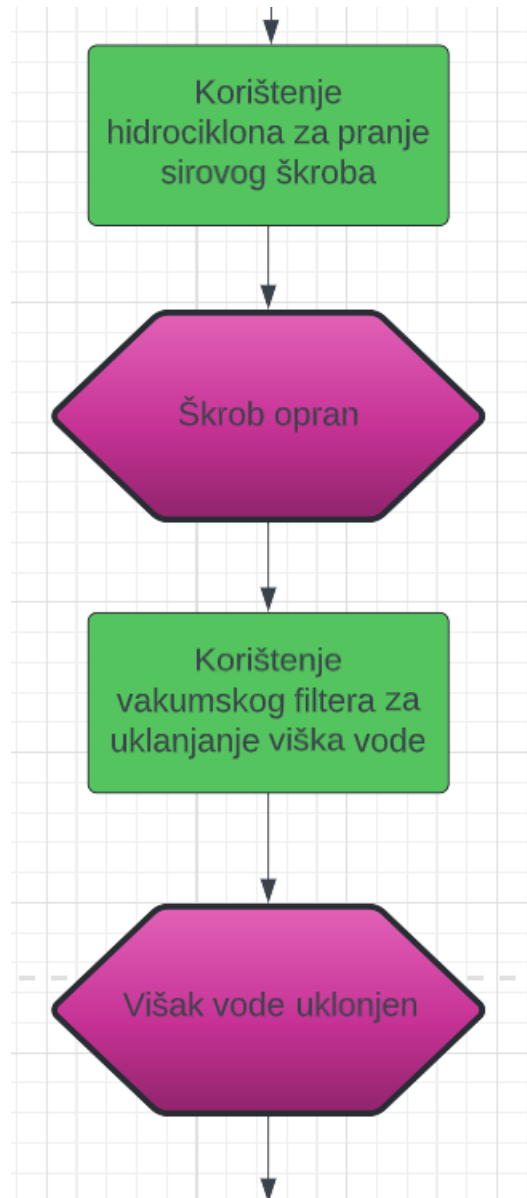 Korištenje
hidrociklona za pranje
sirovog škroba
Škrob opran
Korištenje
vakumskog filtera za
uklanjanje viška vode
Višak vode uklonjen